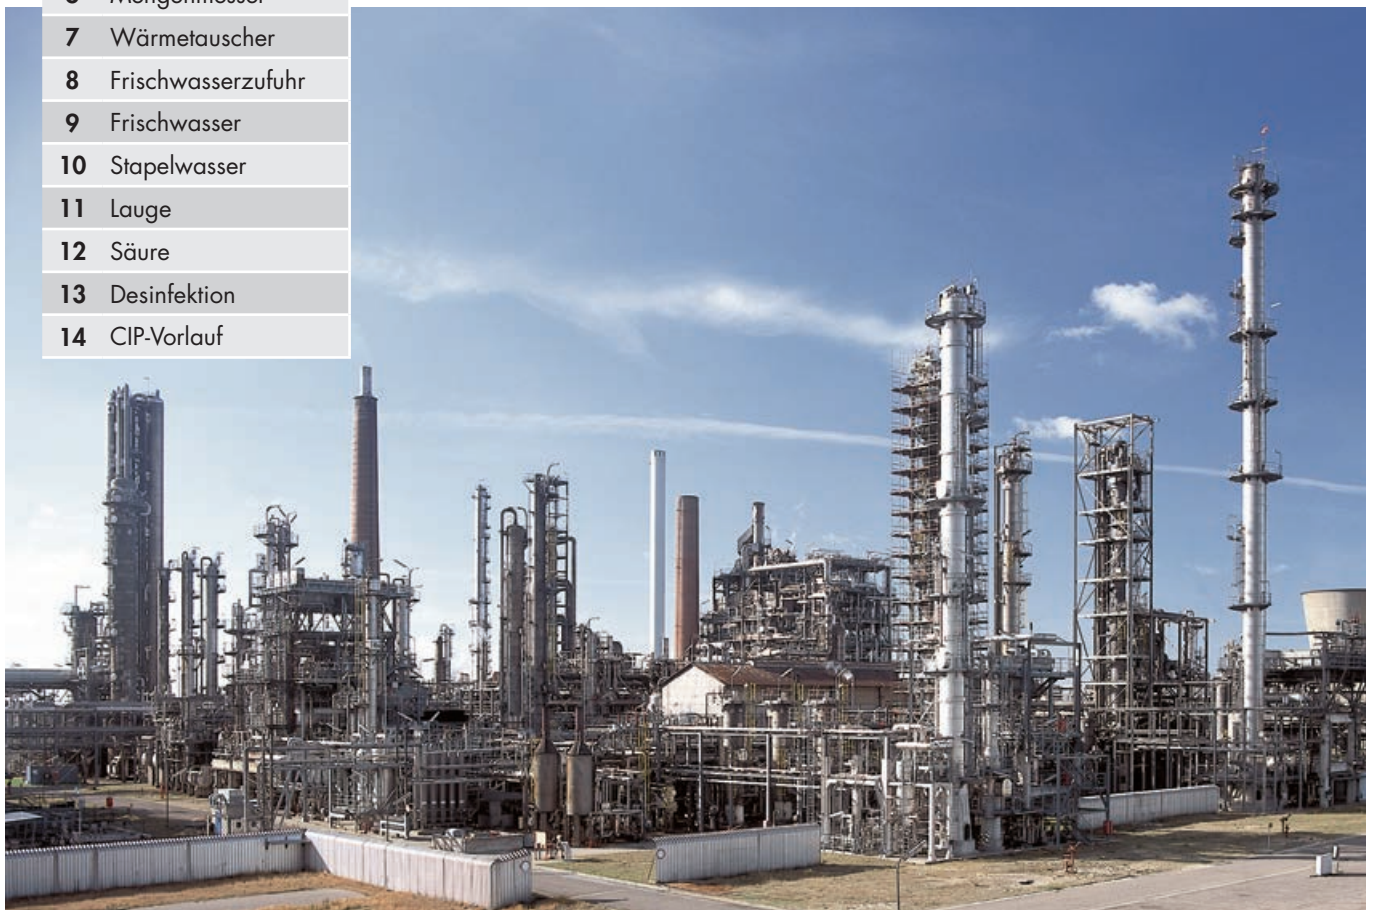 7 Wärmetauscher
8 Frischwasserzufuhr
9 Frischwasser
10 Stapelwasser
11 Lauge
12 Säure
13 Desinfektion
14 CIP-Vorlauf